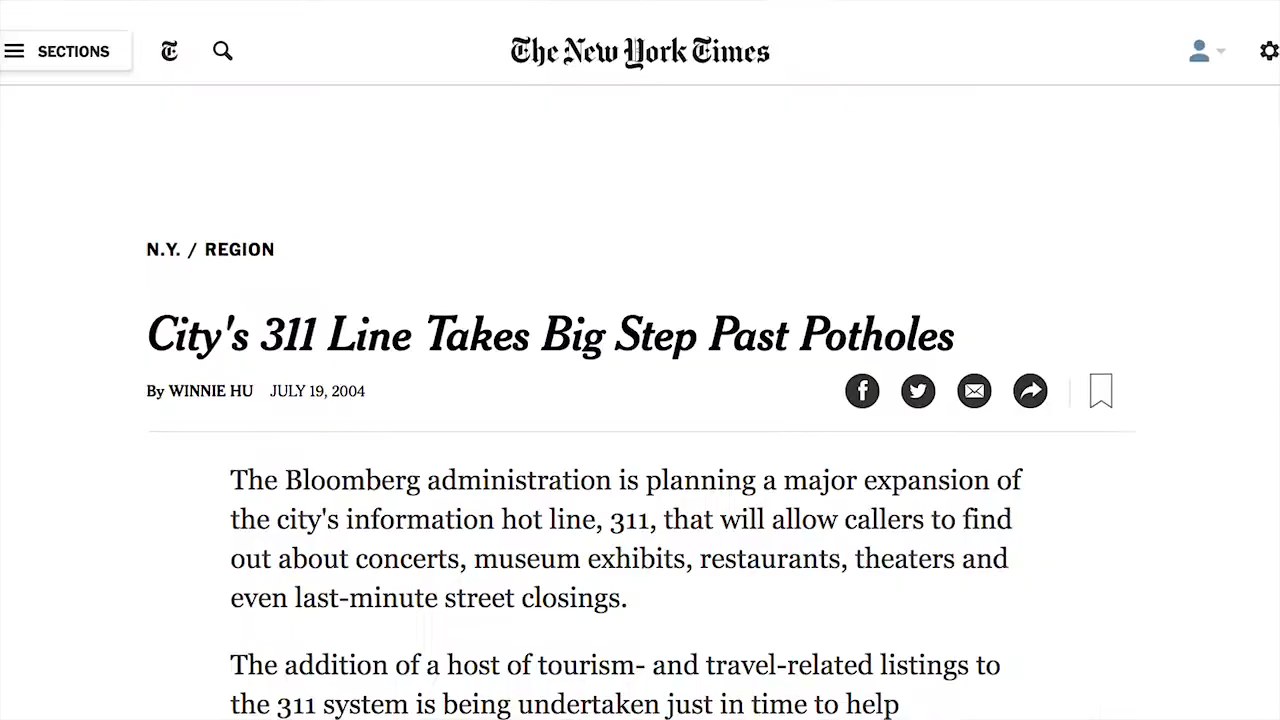 SECTIONS
The New York Times
N.Y. / REGION
City's 311 Line Takes Big Step Past Potholes
By WINNIE HU JULY 19, 2004
The Bloomberg administration is planning a major expansion of
the city's information hot line, 311, that will allow callers to find
out about concerts, museum exhibits, restaurants, theaters and
even last-minute street closings.
The addition of a host of tourism- and travel-related listings to
the 311 system is being undertaken just in time to help